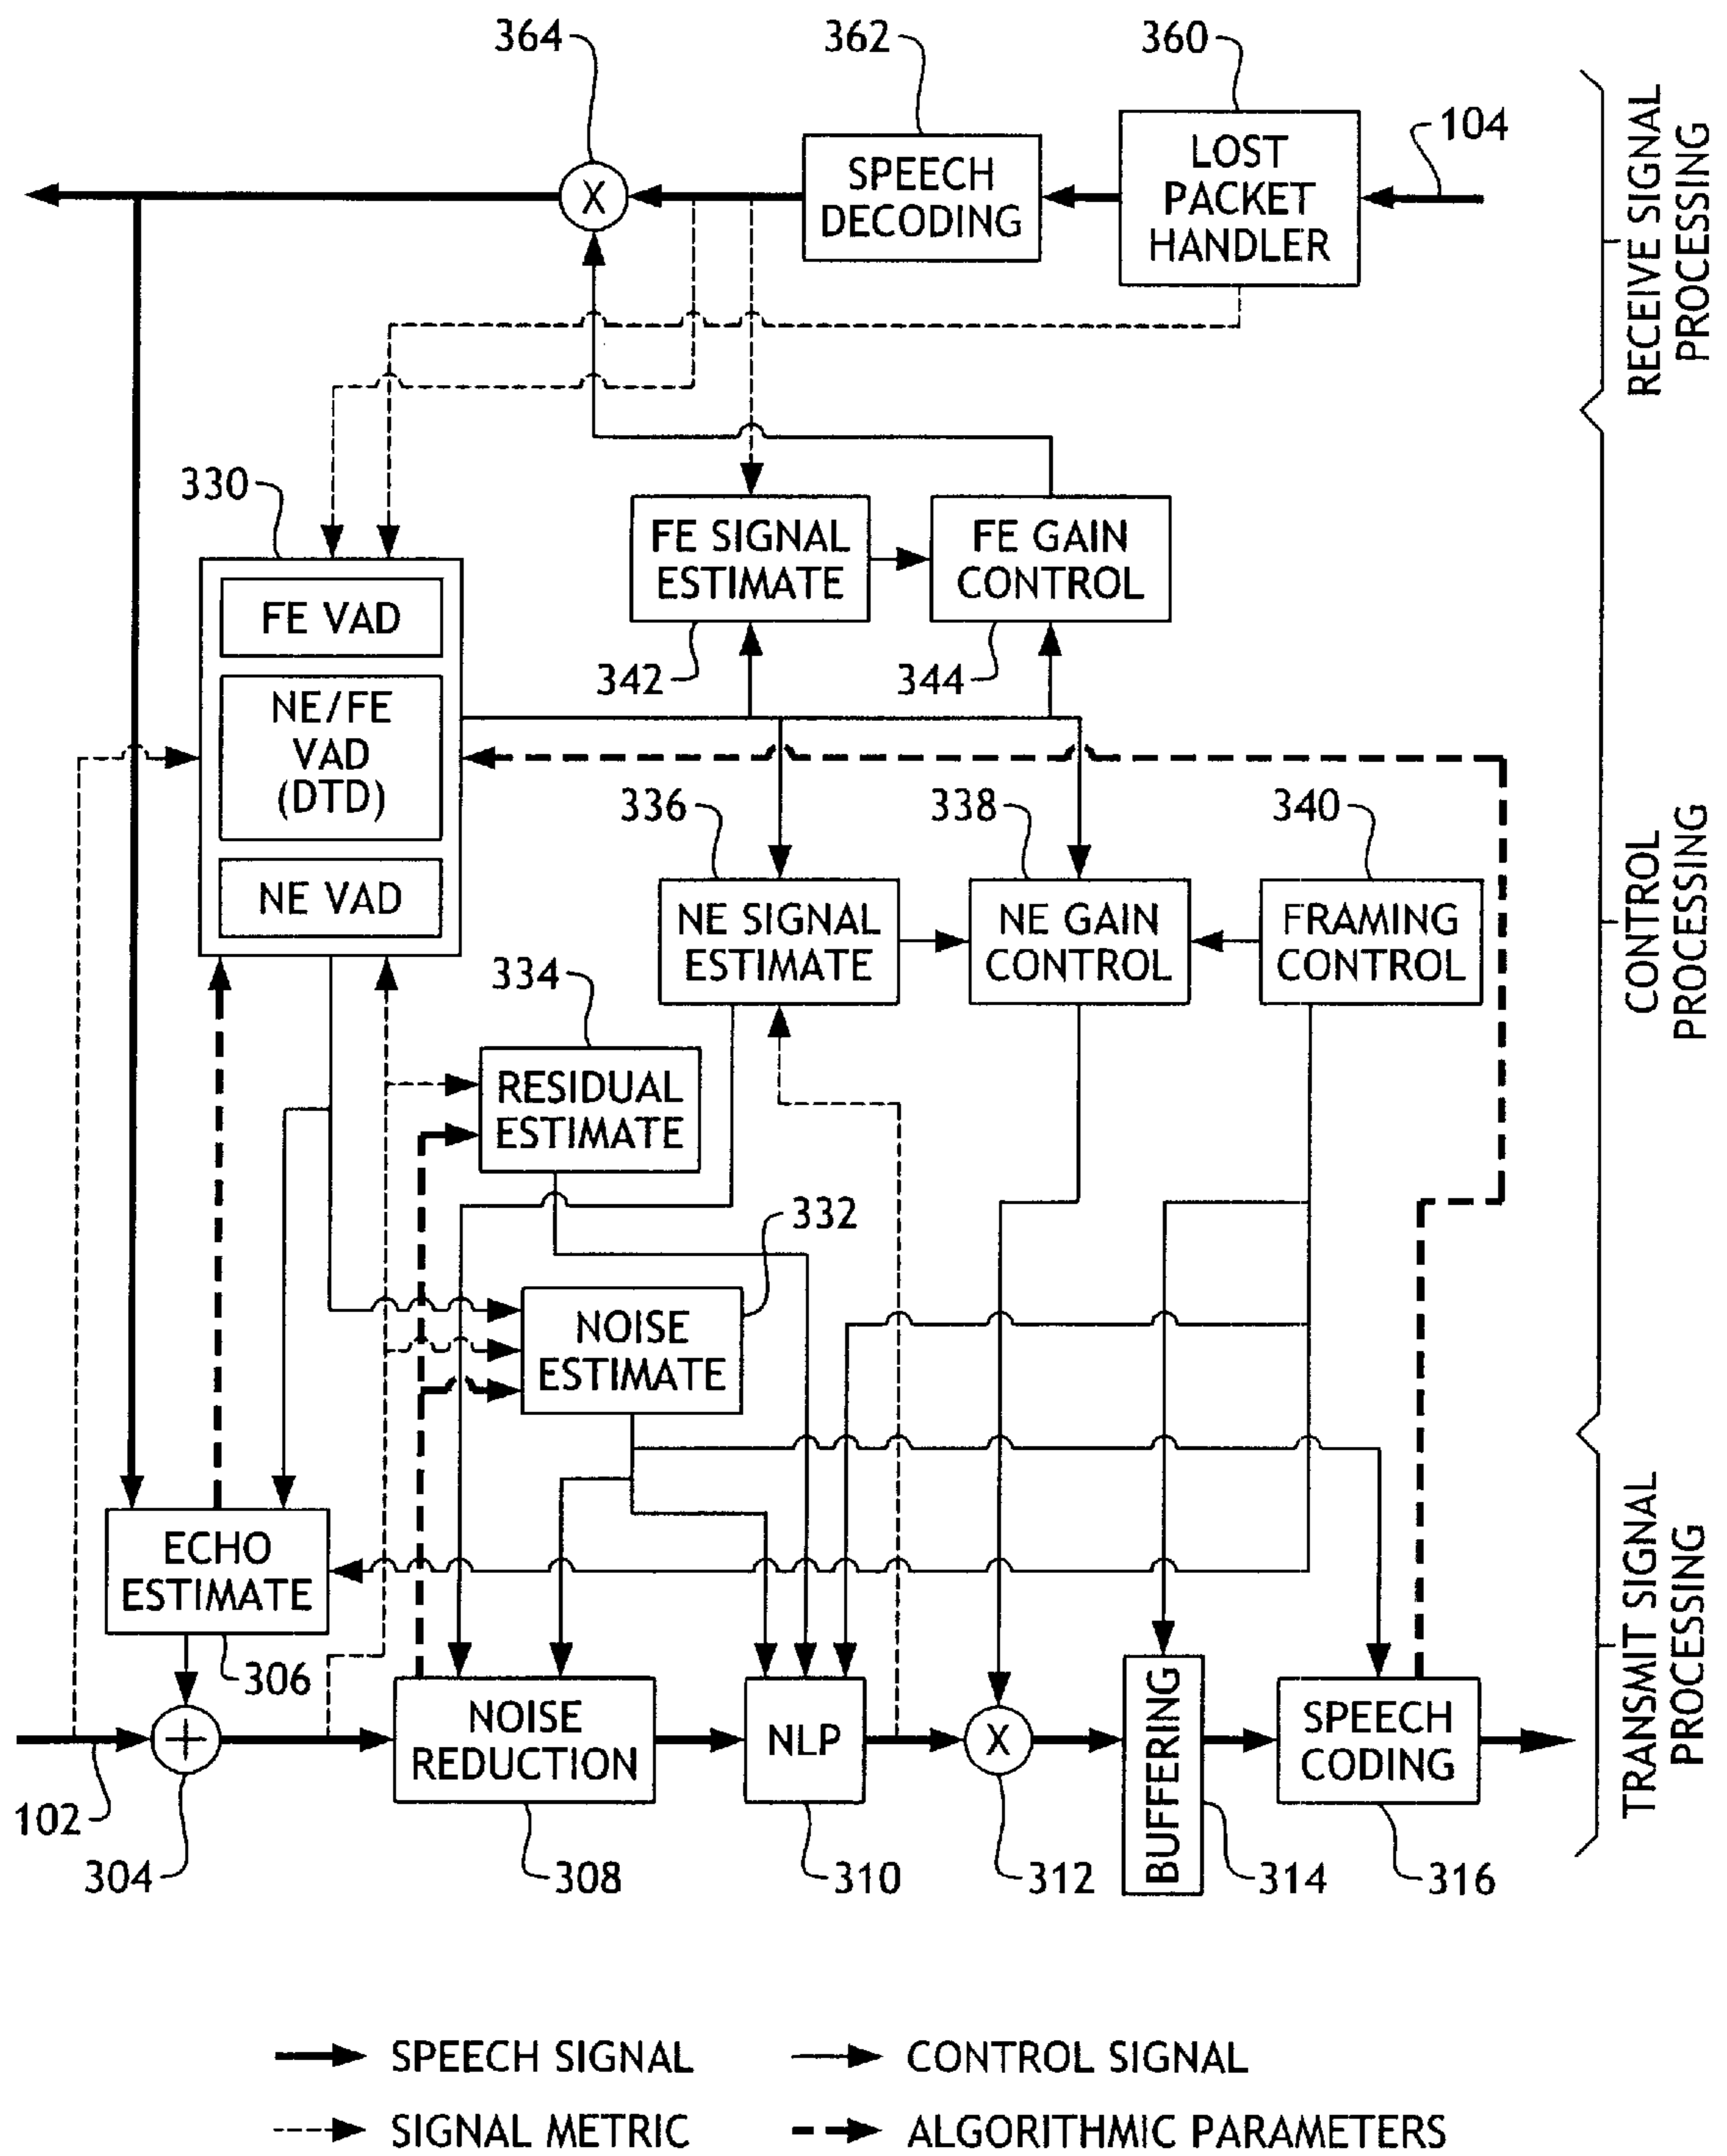 364
362
360
104
LOST
PACKET
HANDLER
SPEECH
DECODING
X
RECEIVE SIGNAL
PROCESSING
330
FE SIGNAL
ESTIMATE
FE GAIN
CONTROL
342
344
FE VAD
NE/FE
VAD
(DTD)
NE VAD
336
338
340
NE SIGNAL
ESTIMATE
NE GAIN
CONTROL
FRAMING
CONTROL
CONTROL
PROCESSING
334
RESIDUAL
ESTIMATE
332
NOISE
ESTIMATE
ECHO
ESTIMATE
306
NOISE
REDUCTION
NLP
X
BUFFERING
SPEECH
CODING
TRANSMIT SIGNAL
PROCESSING
102
304
308
310
312
314
316
SPEECH SIGNAL
CONTROL SIGNAL
SIGNAL METRIC
ALGORITHMIC PARAMETERS